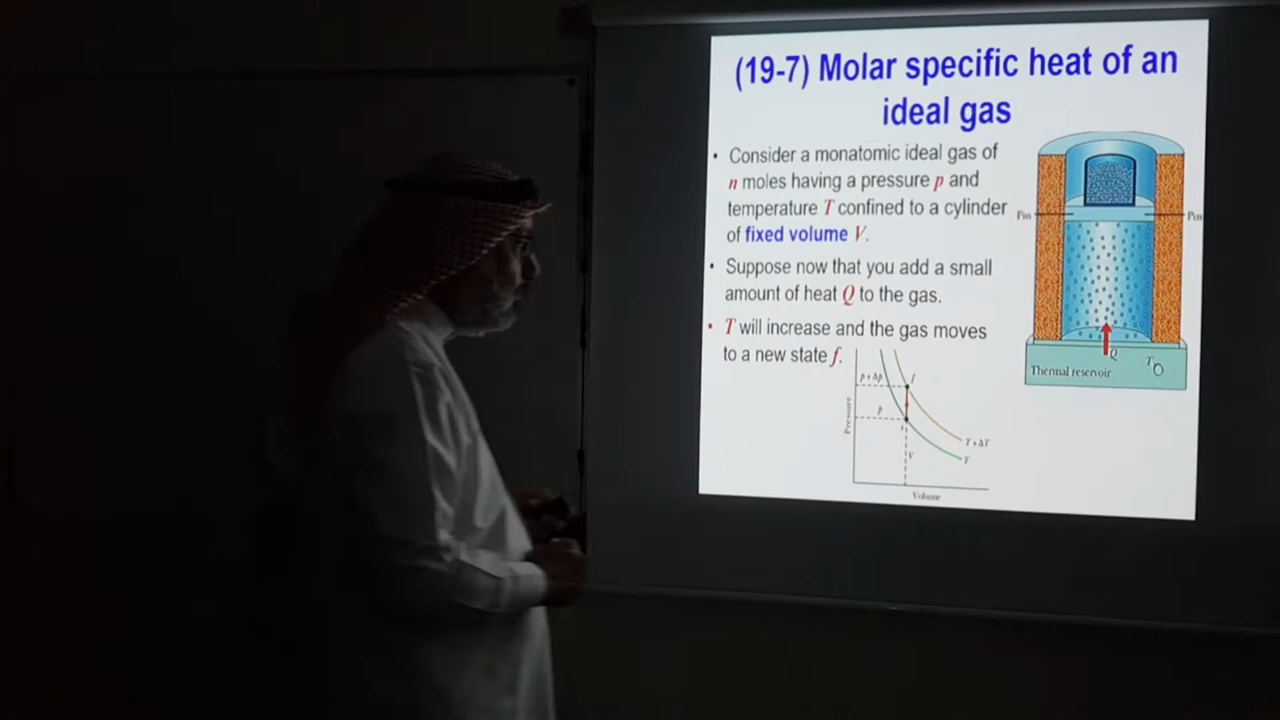 (19-7) Molar specific heat of an
ideal gas
• Consider a monatomic ideal gas of
n moles having a pressure p and
temperature T confined to a cylinder
of fixed volume V.
• Suppose now that you add a small
amount of heat Q to the gas.
• T will increase and the gas moves
to a new state f.
Pin
Pin
Q
T
Thermal reservoir
p + Δp
f
p
i
V
T + ΔT
T
Pressure
Volume